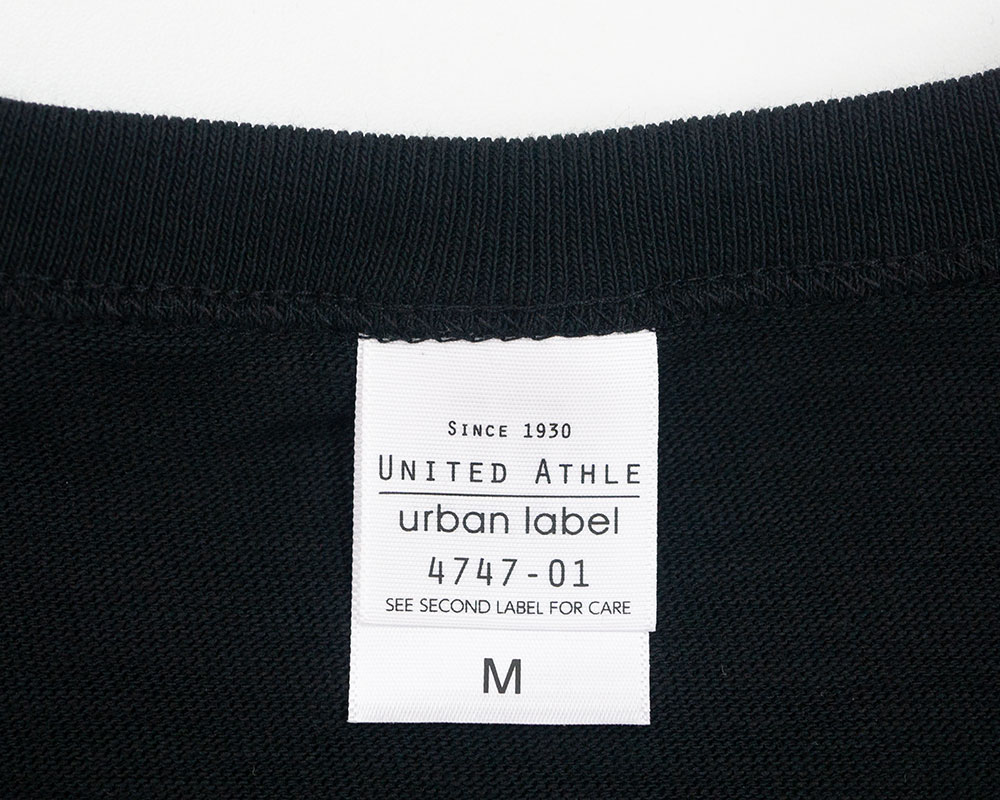 SINCE 1930
UNITED ATHLE
urban label
4747-01
SEE SECOND LABEL FOR CARE
M